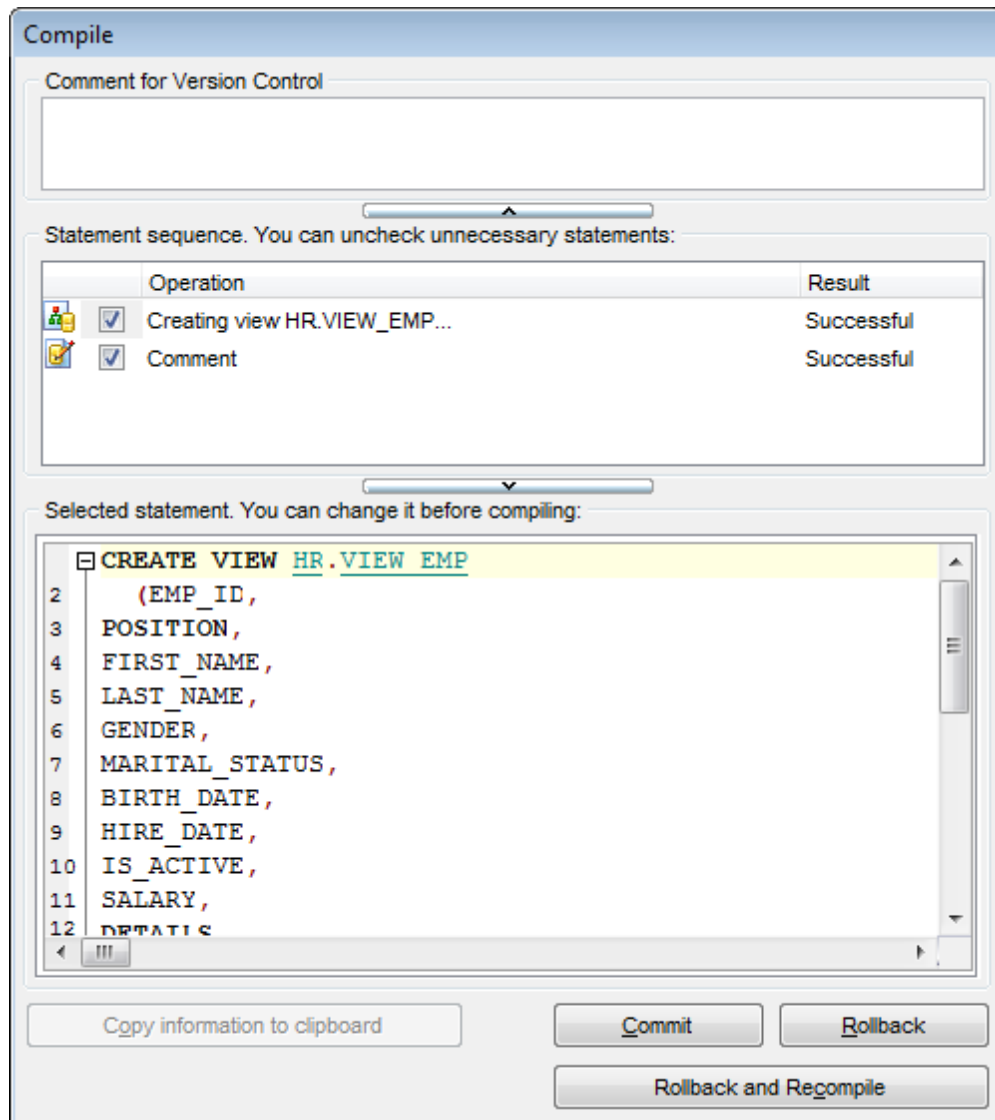 Compile
Comment for Version Control
Statement sequence. You can uncheck unnecessary statements:
Operation Result
Creating view HR.VIEW_EMP... Successful
Comment Successful
Selected statement. You can change it before compiling:
CREATE VIEW HR.VIEW_EMP
2 (EMP_ID,
3 POSITION,
4 FIRST_NAME,
5 LAST_NAME,
6 GENDER,
7 MARITAL_STATUS,
8 BIRTH_DATE,
9 HIRE_DATE,
10 IS_ACTIVE,
11 SALARY,
12 DETAILS
Copy information to clipboard Commit Rollback
Rollback and Recompile